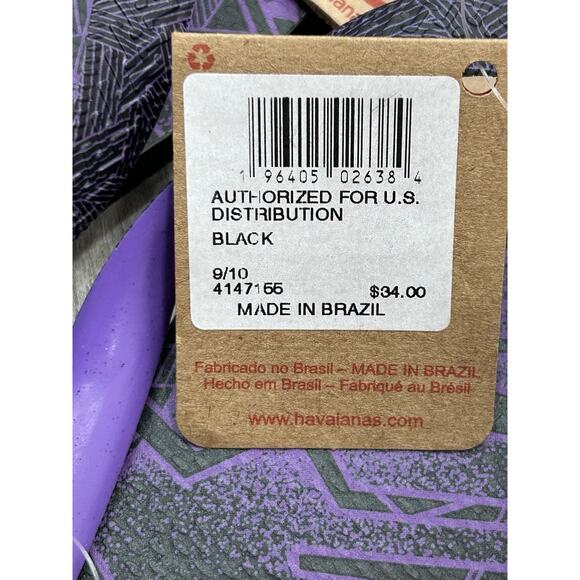 1 96405 02638 4
AUTHORIZED FOR U.S.
DISTRIBUTION
BLACK
9/10
4147155 $34.00
MADE IN BRAZIL
Fabricado no Brasil – MADE IN BRAZIL
Hecho em Brasil – Fabriqué au Brésil
www.havaianas.com